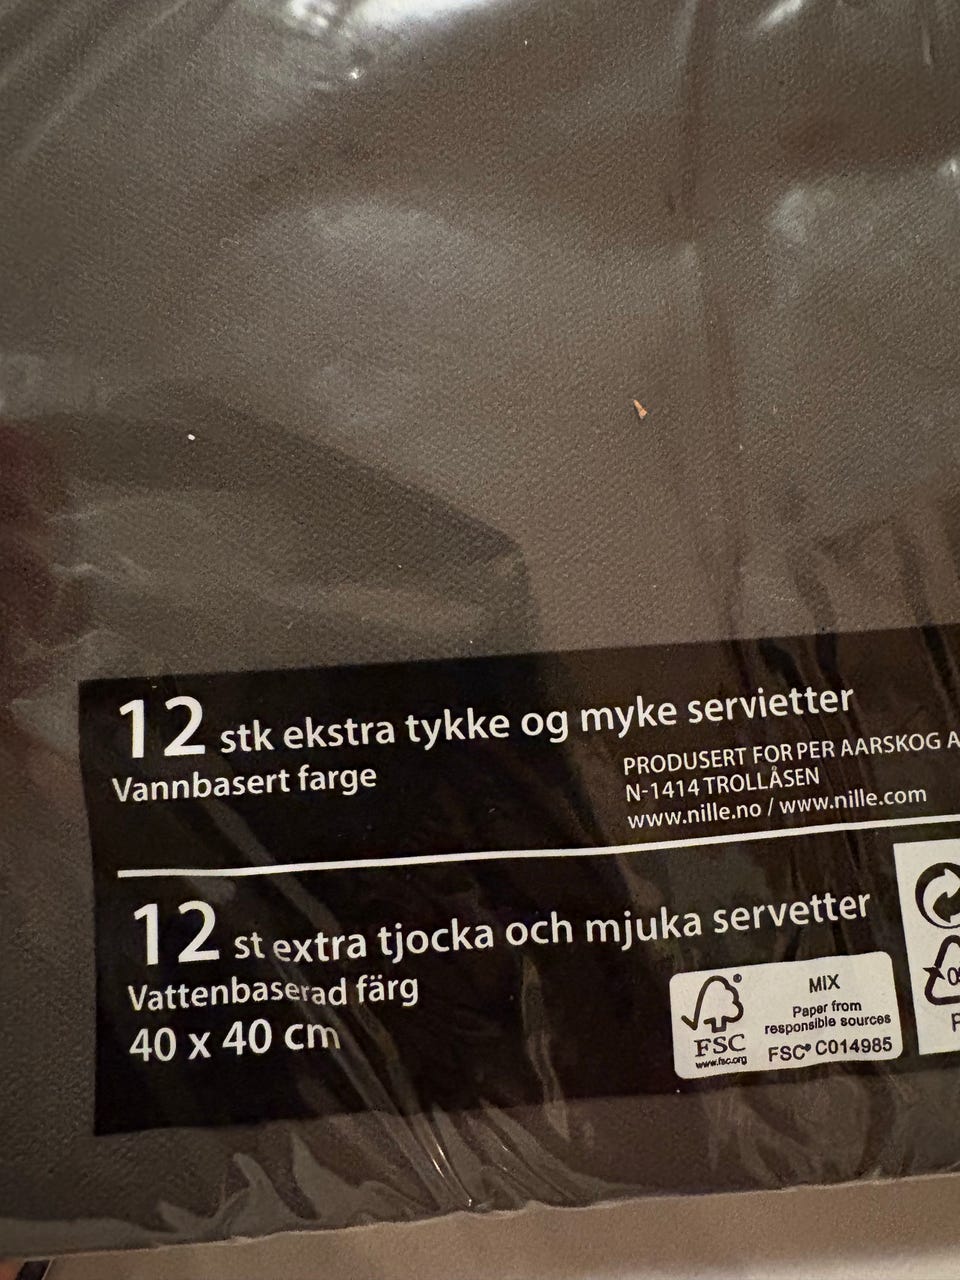 12 stk ekstra tykke og myke servietter
Vannbasert farge
PRODUSERT FOR PER AARSKOG A
N-1414 TROLLÅSEN
www.nille.no / www.nille.com
12 st extra tjocka och mjuka servetter
Vattenbaserad färg
40 x 40 cm
FSC®
www.fsc.org
MIX
Paper from
responsible sources
FSC® C014985